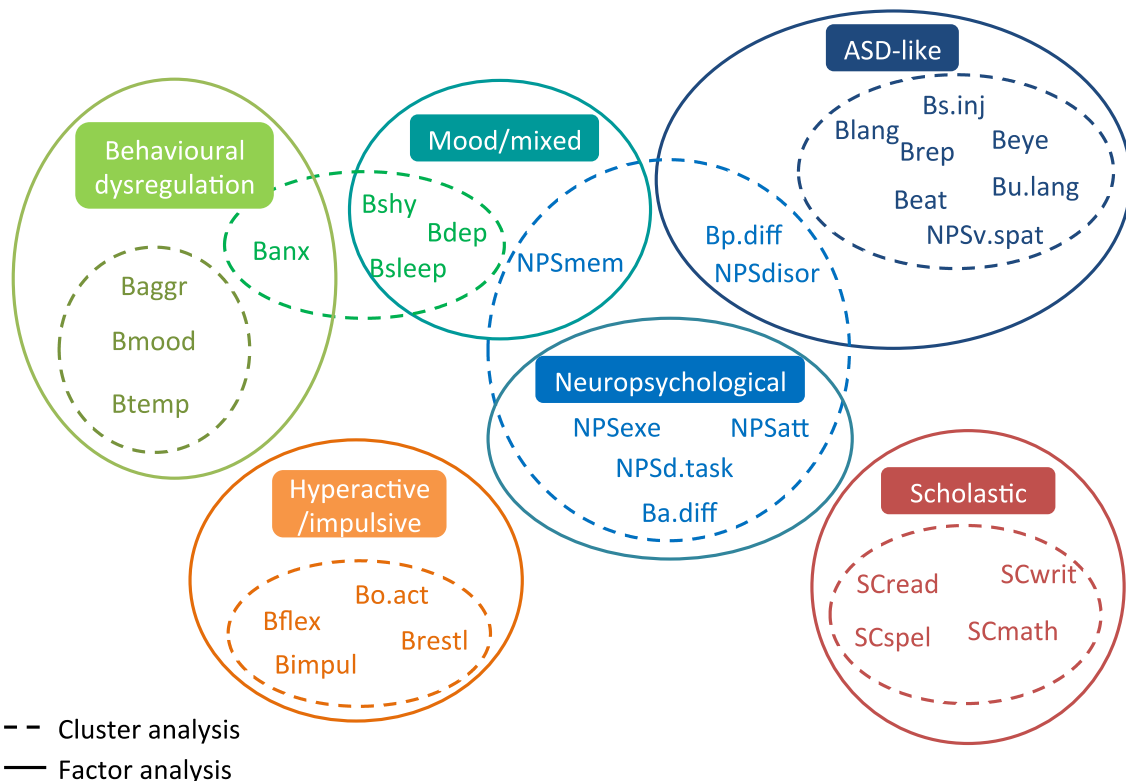 ASD-like
Bs.inj
Blang
Brep
Beye
Beat
Bu.lang
NPSv.spat
Mood/mixed
Behavioural
dysregulation
Bshy
Bdep
Bsleep
Banx
NPSmem
Bp.diff
NPSdisor
Baggr
Bmood
Btemp
Neuropsychological
NPSexe
NPSatt
NPSd.task
Ba.diff
Hyperactive
/impulsive
Bo.act
Bflex
Brestl
Bimpul
Scholastic
SCread
SCwrit
SCspel
SCmath
Cluster analysis
Factor analysis